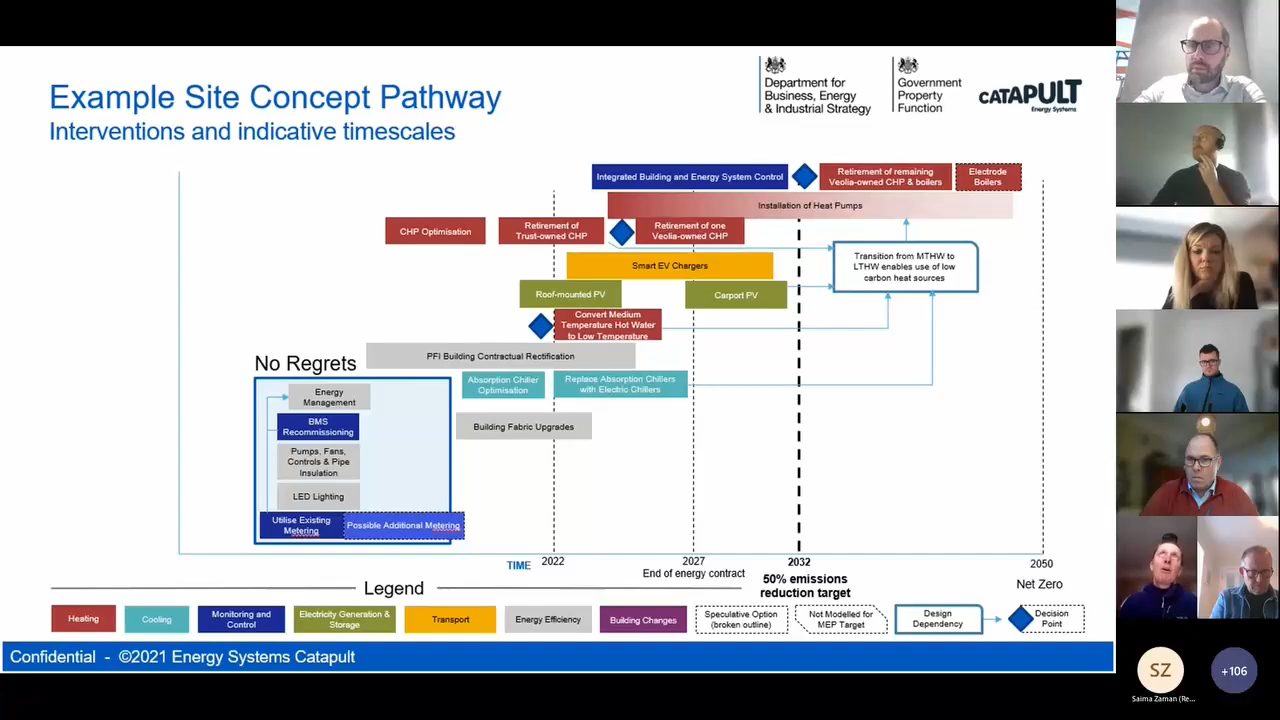 Example Site Concept Pathway
Interventions and indicative timescales
Department for
Business, Energy
& Industrial Strategy
Government
Property
Function
CATAPULT
Energy Systems
Integrated Building and Energy System Control
Retirement of remaining
Veolia-owned CHP & boilers
Electrode
Boilers
Installation of Heat Pumps
CHP Optimisation
Retirement of
Trust-owned CHP
Retirement of one
Veolia-owned CHP
Transition from MTHW to
LTHW enables use of low
carbon heat sources
Smart EV Chargers
Roof-mounted PV
Carport PV
Convert Medium
Temperature Hot Water
to Low Temperature
PFI Building Contractual Rectification
No Regrets
Absorption Chiller
Optimisation
Replace Absorption Chillers
with Electric Chillers
Energy
Management
BMS
Recommissioning
Building Fabric Upgrades
Pumps, Fans,
Controls & Pipe
Insulation
LED Lighting
Utilise Existing
Metering
Possible Additional Metering
TIME
2022
2027
End of energy contract
2032
50% emissions
reduction target
2050
Net Zero
Legend
Heating
Cooling
Monitoring and
Control
Electricity Generation &
Storage
Transport
Energy Efficiency
Building Changes
Speculative Option
(broken outline)
Not Modelled for
MEP Target
Design
Dependency
Decision
Point
Confidential - ©2021 Energy Systems Catapult
SZ
+106
Saima Zaman (Re...